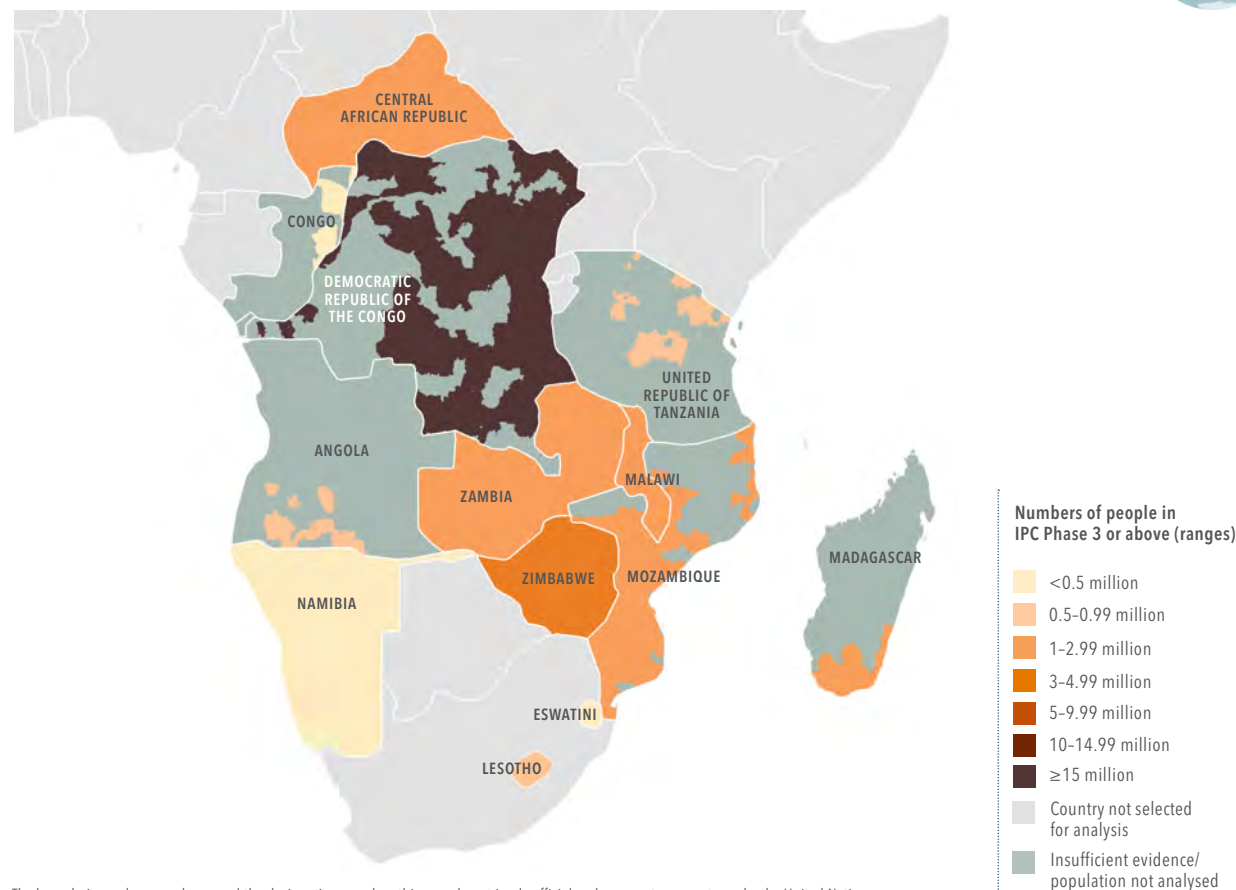 CENTRAL
AFRICAN REPUBLIC
CONGO
DEMOCRATIC
REPUBLIC OF
THE CONGO
UNITED
REPUBLIC OF
TANZANIA
ANGOLA
ZAMBIA
MALAWI
ZIMBABWE
MOZAMBIQUE
MADAGASCAR
NAMIBIA
ESWATINI
LESOTHO
Numbers of people in
IPC Phase 3 or above (ranges)
<0.5 million
0.5–0.99 million
1–2.99 million
3–4.99 million
5–9.99 million
10–14.99 million
≥15 million
Country not selected
for analysis
Insufficient evidence/
population not analysed